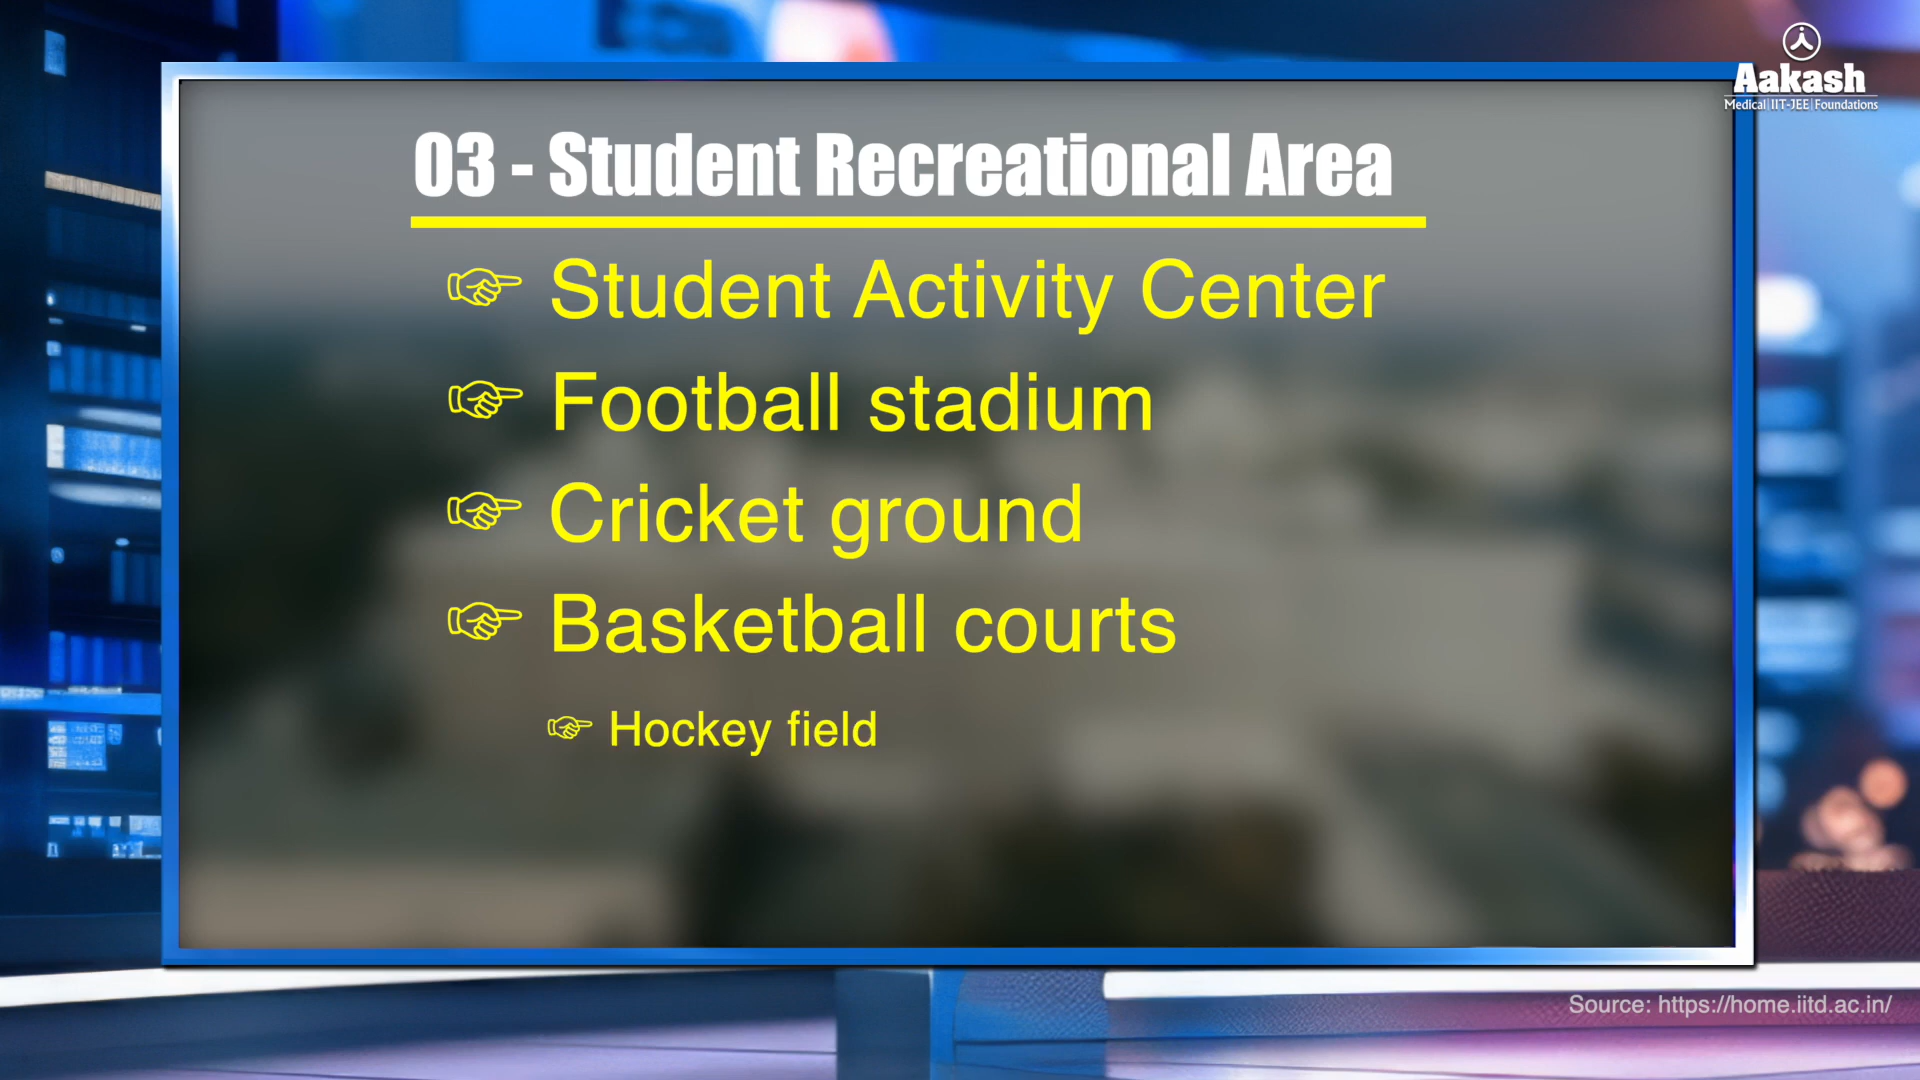 Aakash
Medical|IIT-JEE|Foundations
03 - Student Recreational Area
☞ Student Activity Center
☞ Football stadium
☞ Cricket ground
☞ Basketball courts
☞ Hockey field
Source: https://home.iitd.ac.in/